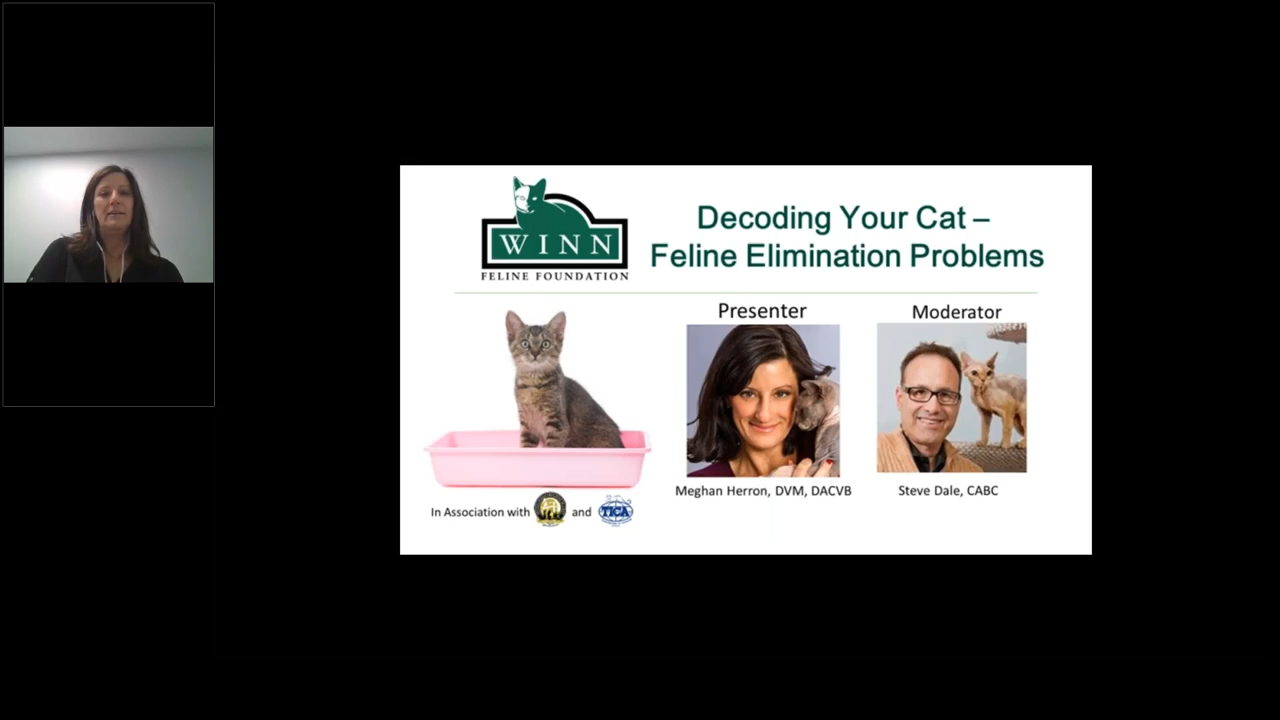 WINN
FELINE FOUNDATION
Decoding Your Cat –
Feline Elimination Problems
Presenter
Moderator
Meghan Herron, DVM, DACVB
Steve Dale, CABC
In Association with and
TICA